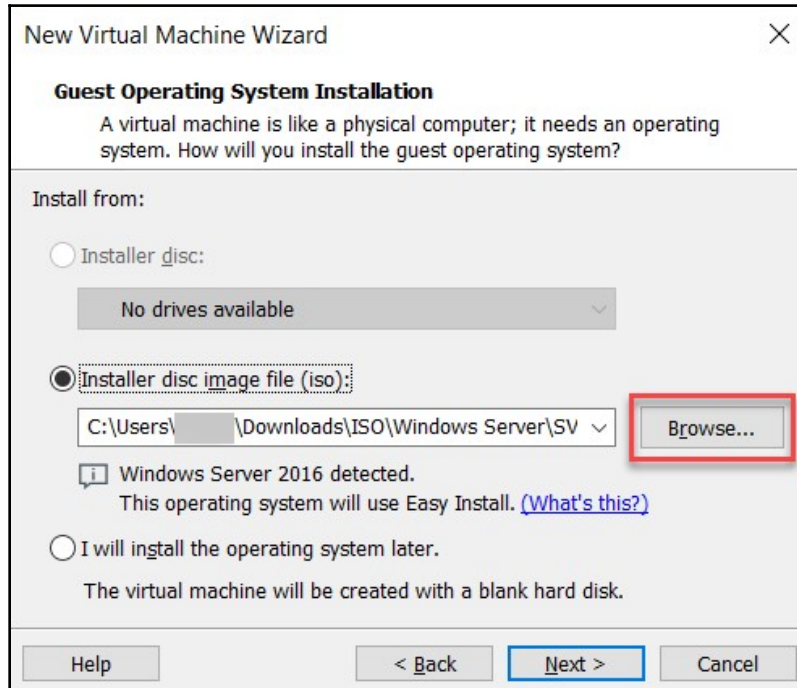 New Virtual Machine Wizard
Guest Operating System Installation
A virtual machine is like a physical computer; it needs an operating
system. How will you install the guest operating system?
Install from:
Installer disc:
No drives available
Installer disc image file (iso):
C:\Users\ \Downloads\ISO\Windows Server\SV
Browse...
Windows Server 2016 detected.
This operating system will use Easy Install. (What's this?)
I will install the operating system later.
The virtual machine will be created with a blank hard disk.
Help
< Back
Next >
Cancel